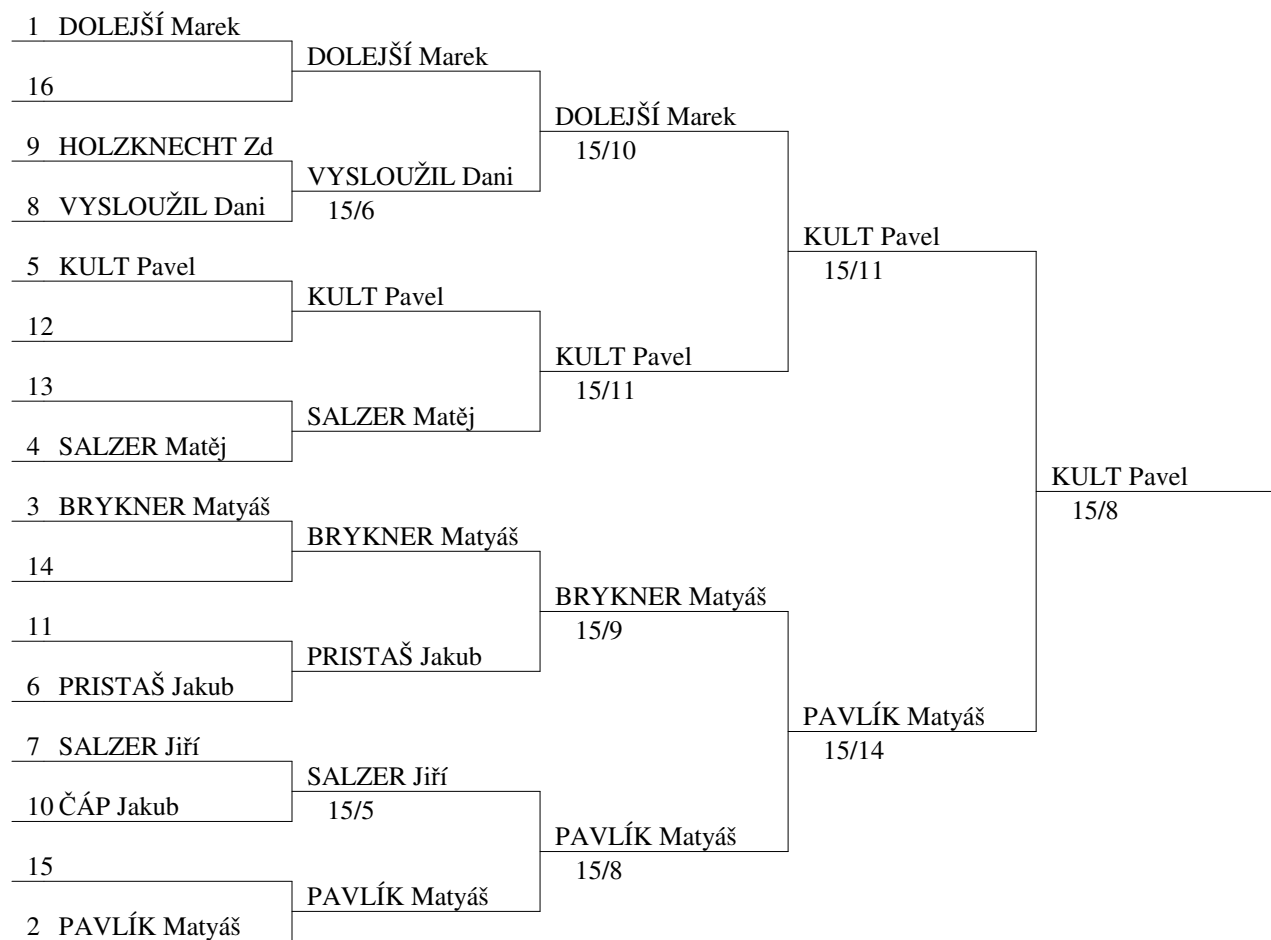 1 DOLEJŠÍ Marek
16
9 HOLZKNECHT Zd
8 VYSLOUŽIL Dani
5 KULT Pavel
12
13
4 SALZER Matěj
3 BRYKNER Matyáš
14
11
6 PRISTAŠ Jakub
7 SALZER Jiří
10 ČÁP Jakub
15
2 PAVLÍK Matyáš
DOLEJŠÍ Marek
VYSLOUŽIL Dani
15/6
KULT Pavel
SALZER Matěj
BRYKNER Matyáš
PRISTAŠ Jakub
SALZER Jiří
15/5
PAVLÍK Matyáš
DOLEJŠÍ Marek
15/10
KULT Pavel
15/11
BRYKNER Matyáš
15/9
PAVLÍK Matyáš
15/8
KULT Pavel
15/11
PAVLÍK Matyáš
15/14
KULT Pavel
15/8